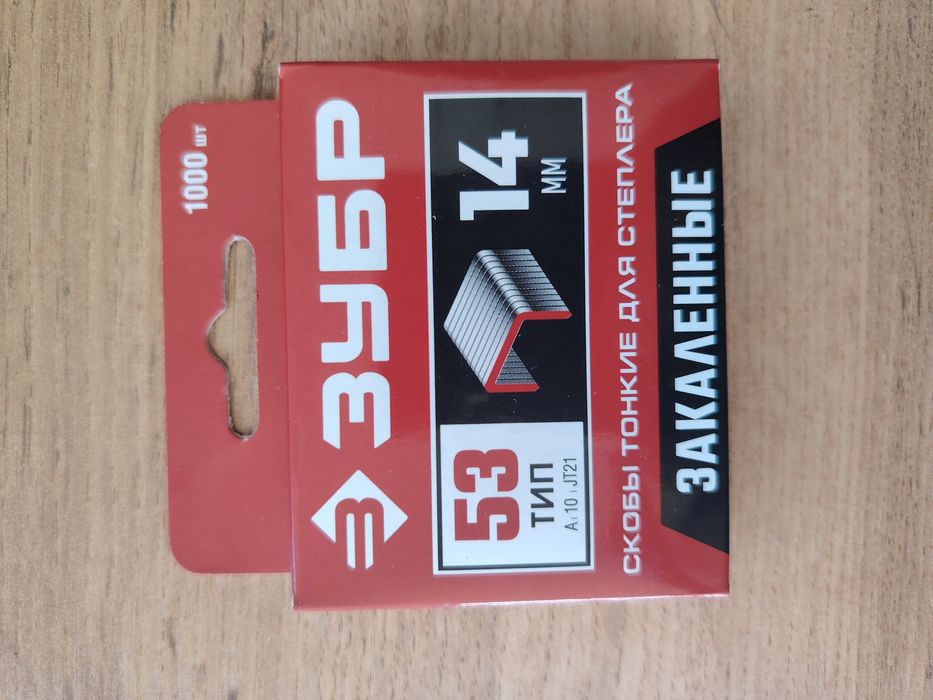 1000 шт
ЗУБР
53
ТИП
A | 10 | JT21
14
ММ
СКОБЫ ТОНКИЕ ДЛЯ СТЕПЛЕРА
ЗАКАЛЕННЫЕ